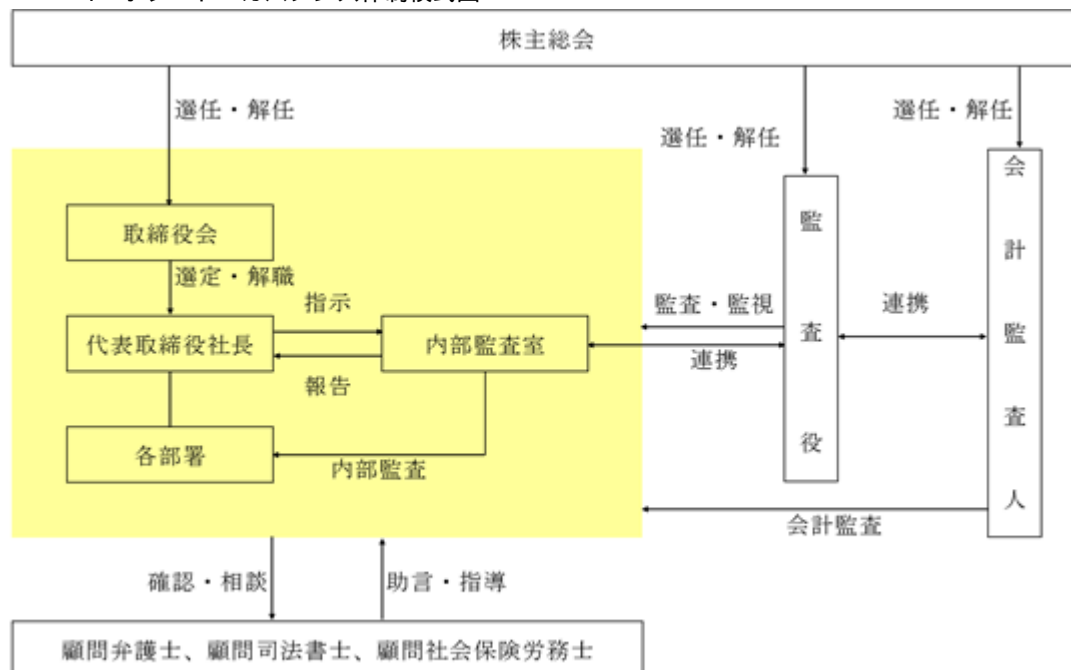 株主総会
選任・解任
選任・解任
選任・解任
取締役会
選定・解職
指示
代表取締役社長
内部監査室
報告
各部署
内部監査
監査・監視
連携
監査役
連携
会計監査人
会計監査
確認・相談
助言・指導
顧問弁護士、顧問司法書士、顧問社会保険労務士